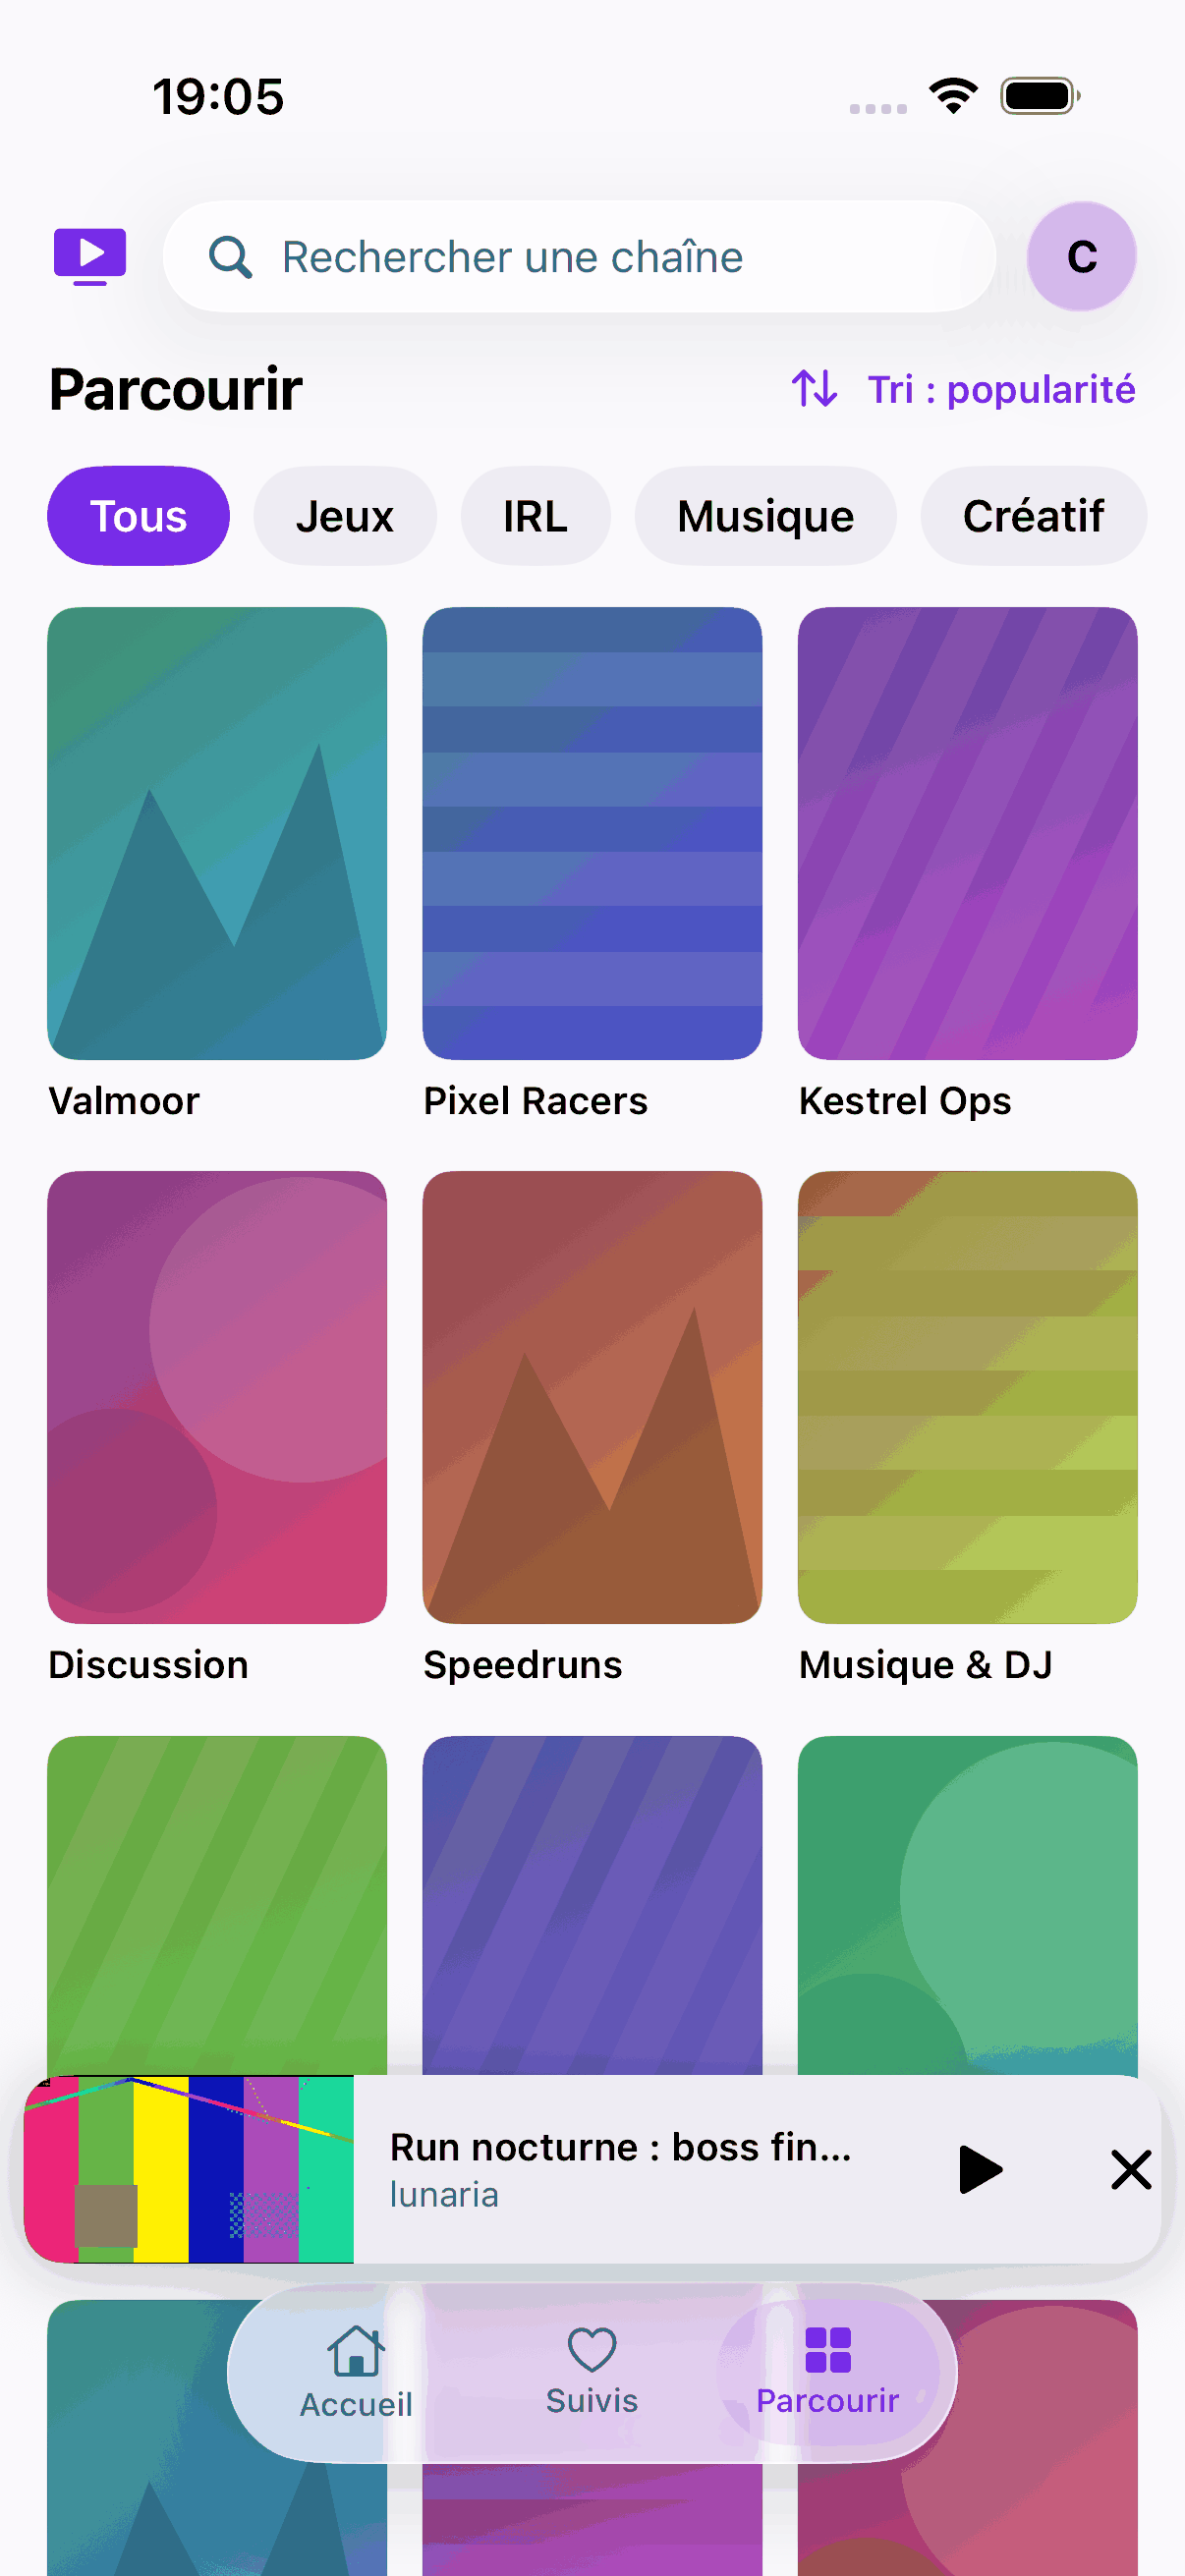 19:05
Rechercher une chaîne
C
Parcourir
Tri : popularité
Tous
Jeux
IRL
Musique
Créatif
Valmoor
Pixel Racers
Kestrel Ops
Discussion
Speedruns
Musique & DJ
Run nocturne : boss fin...
lunaria
Accueil
Suivis
Parcourir